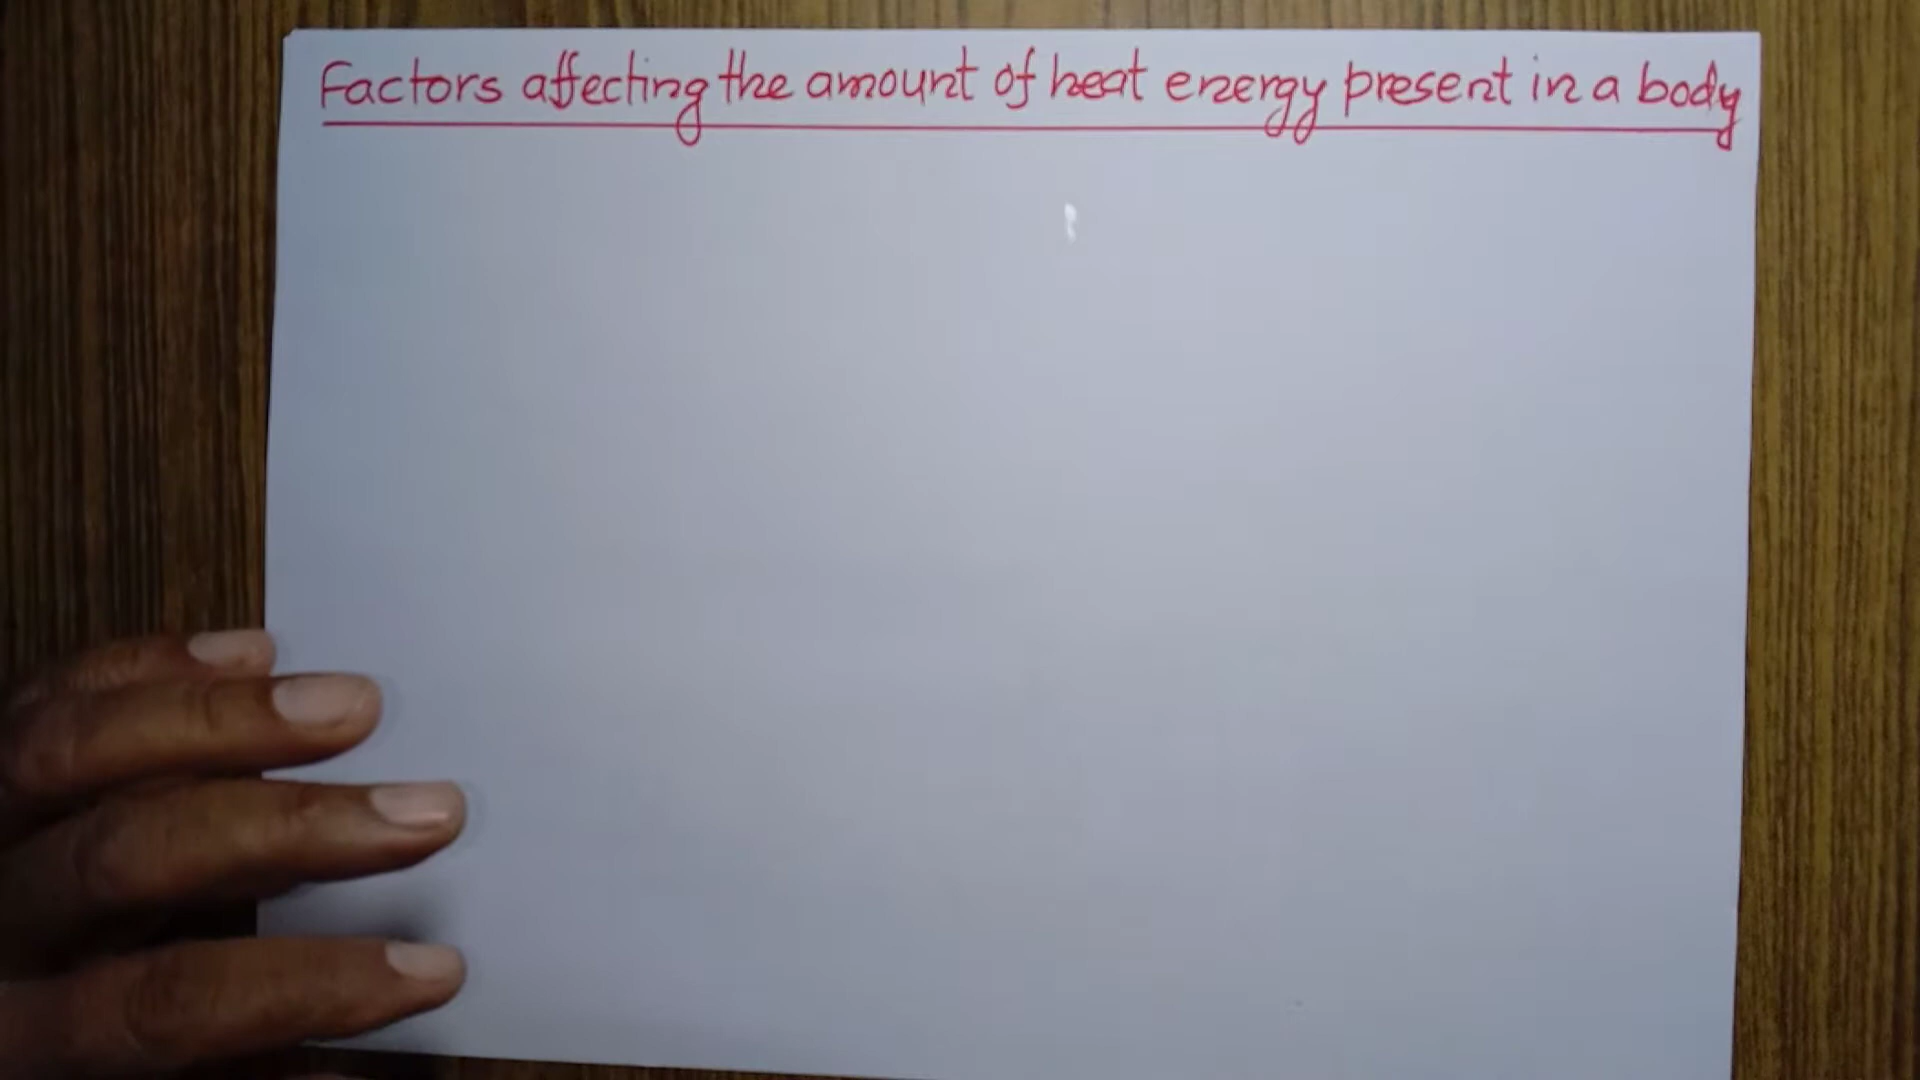 Factors affecting the amount of heat energy present in a body